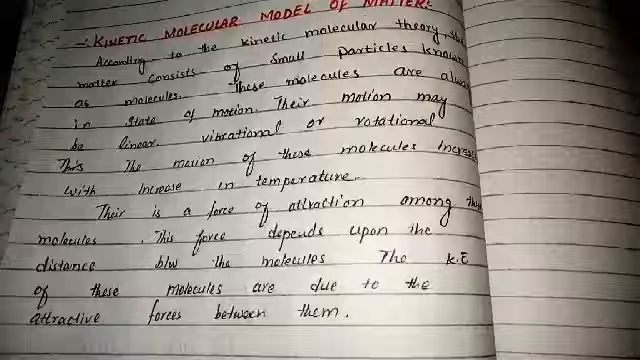 :- KINETIC MOLECULAR MODEL OF MATTER:
According to the kinetic molecular theory, the
matter consists of small particles known
as molecules. These molecules are always
in state of motion. Their motion may
be linear, vibrational or rotational
This The motion of these molecules increase
with increase in temperature.
Their is a force of attraction among these
molecules. This force depends upon the
distance b/w the molecules The K.E
of these molecules are due to the
attractive forces between them.